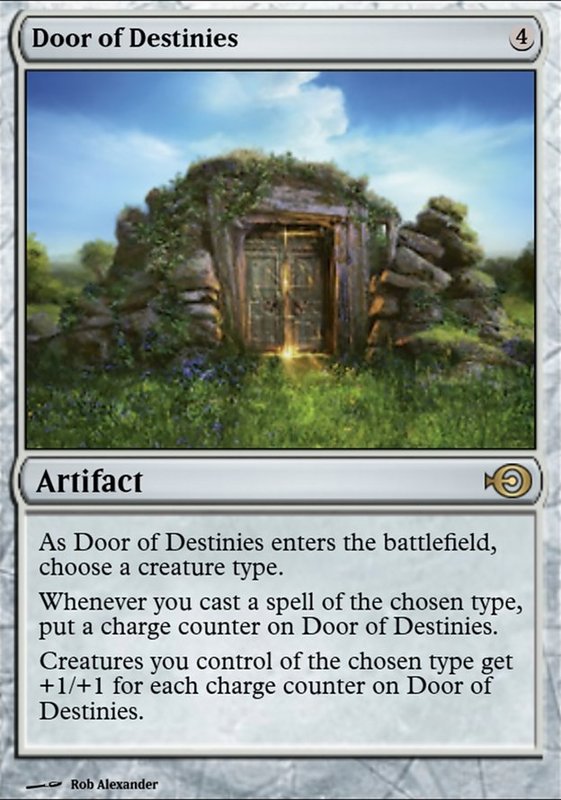 Door of Destinies 4
Artifact
As Door of Destinies enters the battlefield,
choose a creature type.
Whenever you cast a spell of the chosen type,
put a charge counter on Door of Destinies.
Creatures you control of the chosen type get
+1/+1 for each charge counter on Door of
Destinies.
Rob Alexander